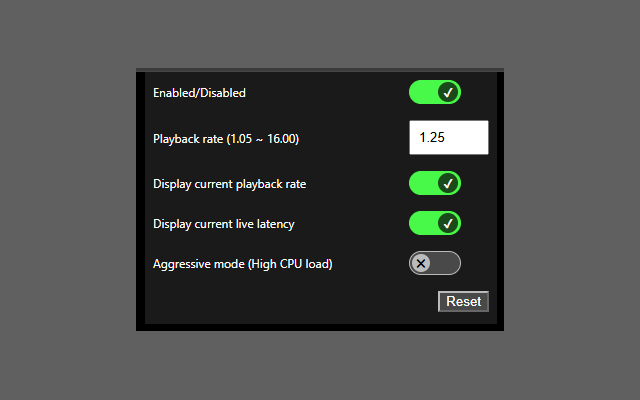 Enabled/Disabled
Playback rate (1.05 ~ 16.00)
1.25
Display current playback rate
Display current live latency
Aggressive mode (High CPU load)
Reset